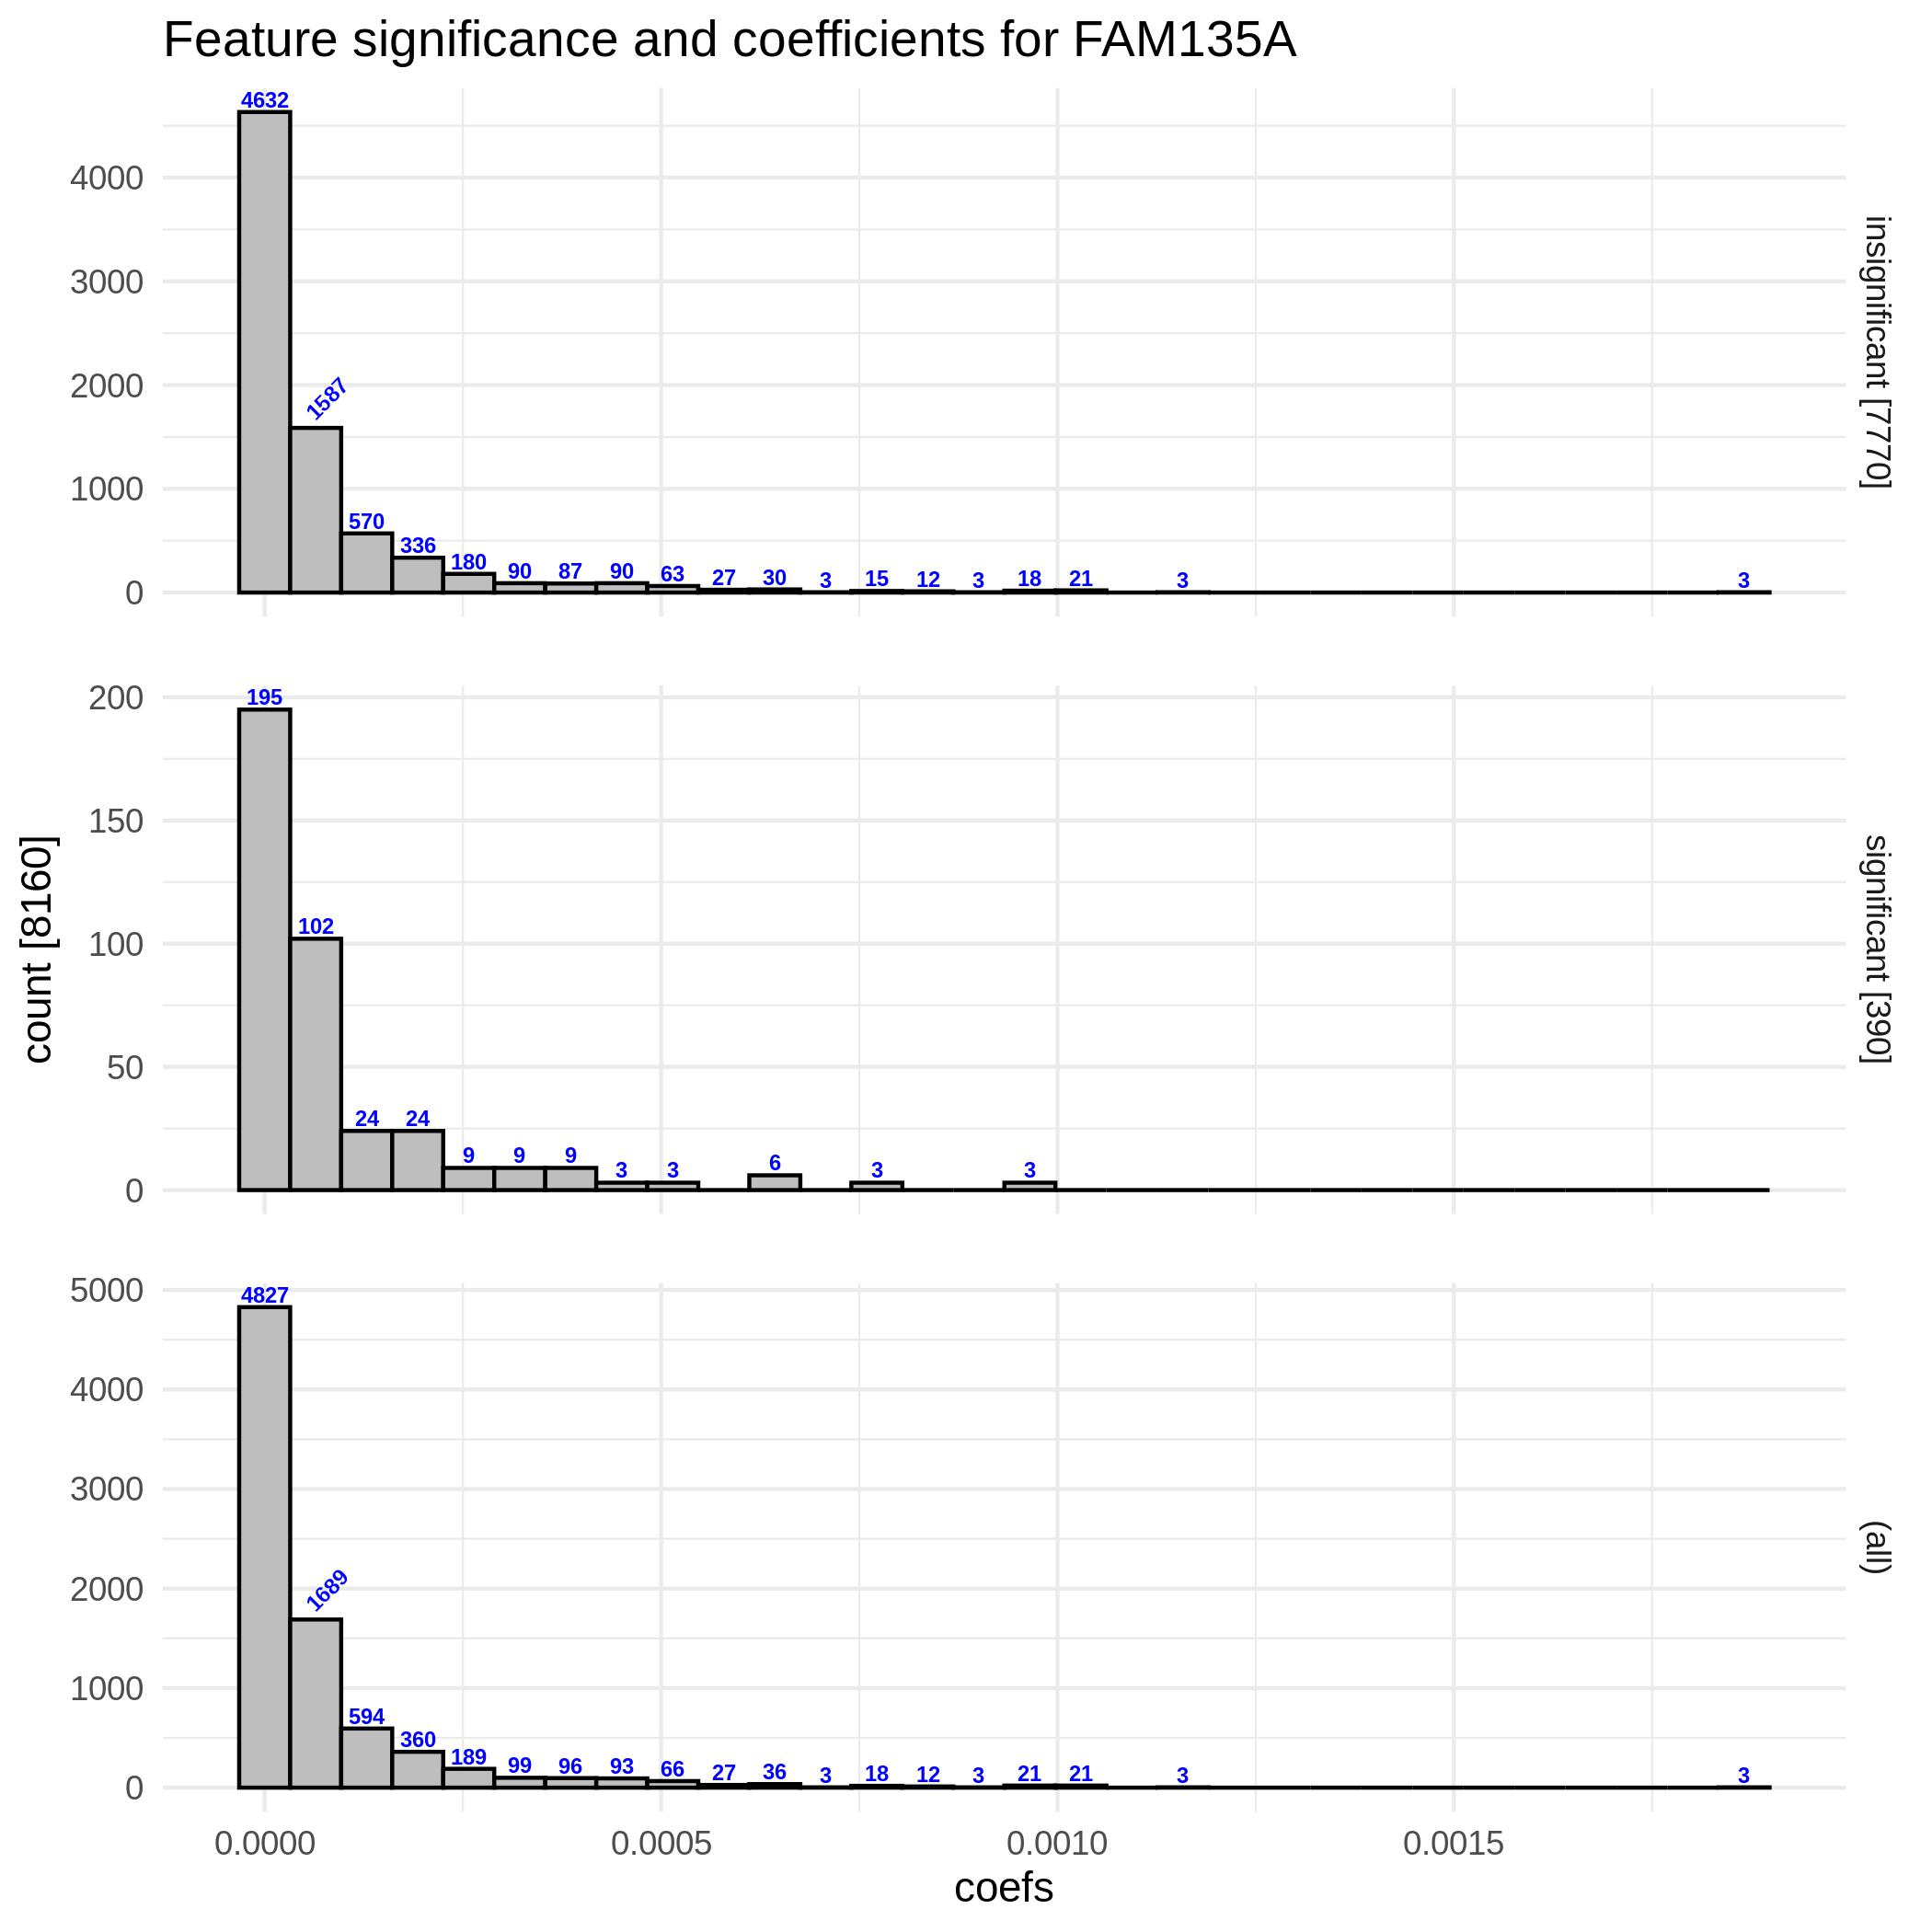 Feature significance and coefficients for FAM135A
4632
1587
570 336 180 90 87 90 63 27 30 3 15 12 3 18 21 3 3
4000
3000
2000
1000
0
insignificant [7770]
195
102
24 24 9 9 9 3 3 6 3 3
200
150
100
50
0
significant [390]
count [8160]
4827
1689
594 360 189 99 96 93 66 27 36 3 18 12 3 21 21 3 3
5000
4000
3000
2000
1000
0
(all)
0.0000 0.0005 0.0010 0.0015
coefs